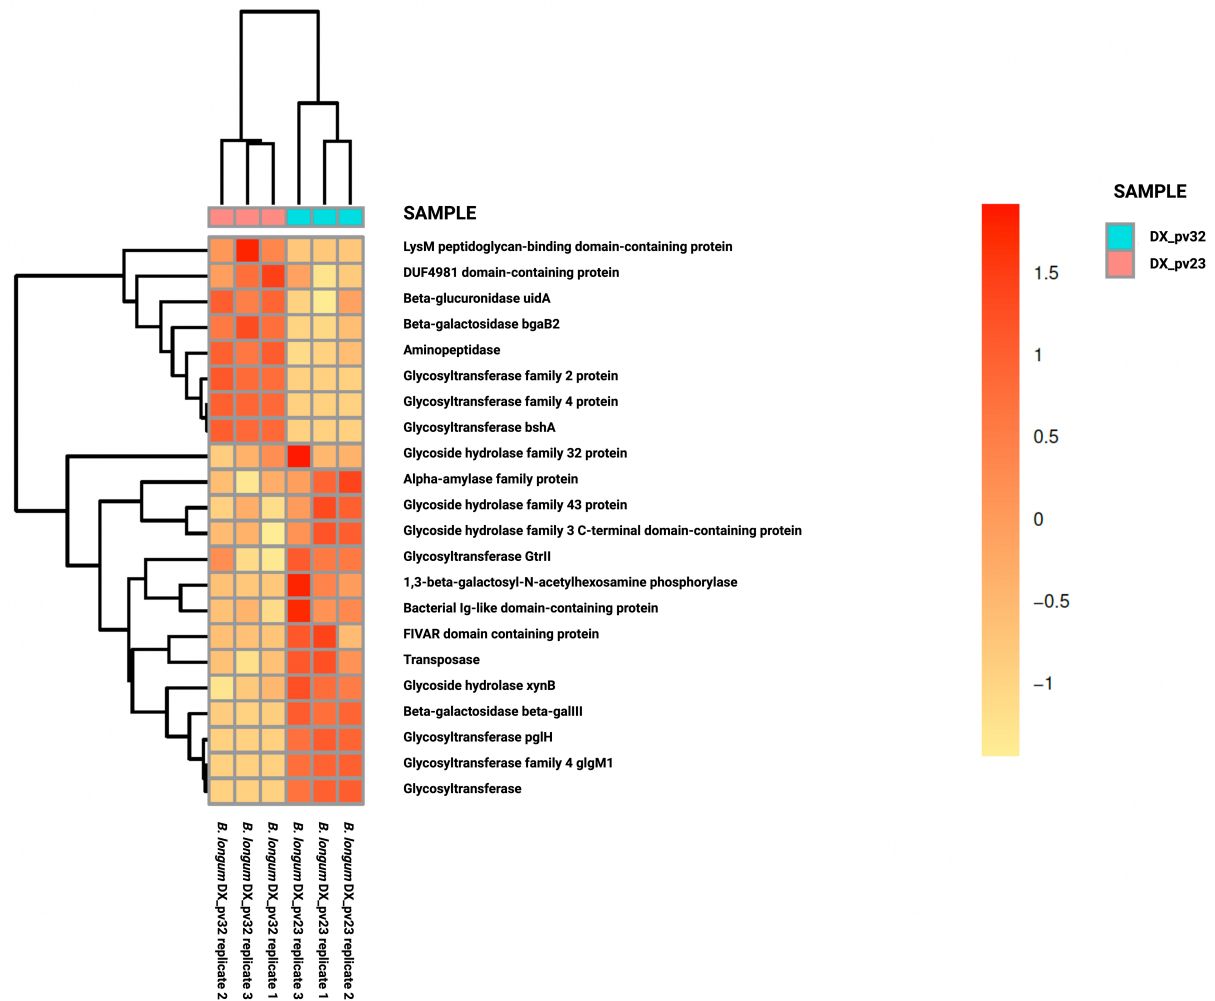 SAMPLE
LysM peptidoglycan-binding domain-containing protein
DUF4981 domain-containing protein
Beta-glucuronidase uidA
Beta-galactosidase bgaB2
Aminopeptidase
Glycosyltransferase family 2 protein
Glycosyltransferase family 4 protein
Glycosyltransferase bshA
Glycoside hydrolase family 32 protein
Alpha-amylase family protein
Glycoside hydrolase family 43 protein
Glycoside hydrolase family 3 C-terminal domain-containing protein
Glycosyltransferase GtrII
1,3-beta-galactosyl-N-acetylhexosamine phosphorylase
Bacterial Ig-like domain-containing protein
FIVAR domain containing protein
Transposase
Glycoside hydrolase xynB
Beta-galactosidase beta-galIII
Glycosyltransferase pglH
Glycosyltransferase family 4 glgM1
Glycosyltransferase
B. longum DX_pv32 replicate 2
B. longum DX_pv32 replicate 3
B. longum DX_pv32 replicate 1
B. longum DX_pv23 replicate 3
B. longum DX_pv23 replicate 1
B. longum DX_pv23 replicate 2
1.5
1
0.5
0
−0.5
−1
SAMPLE
DX_pv32
DX_pv23